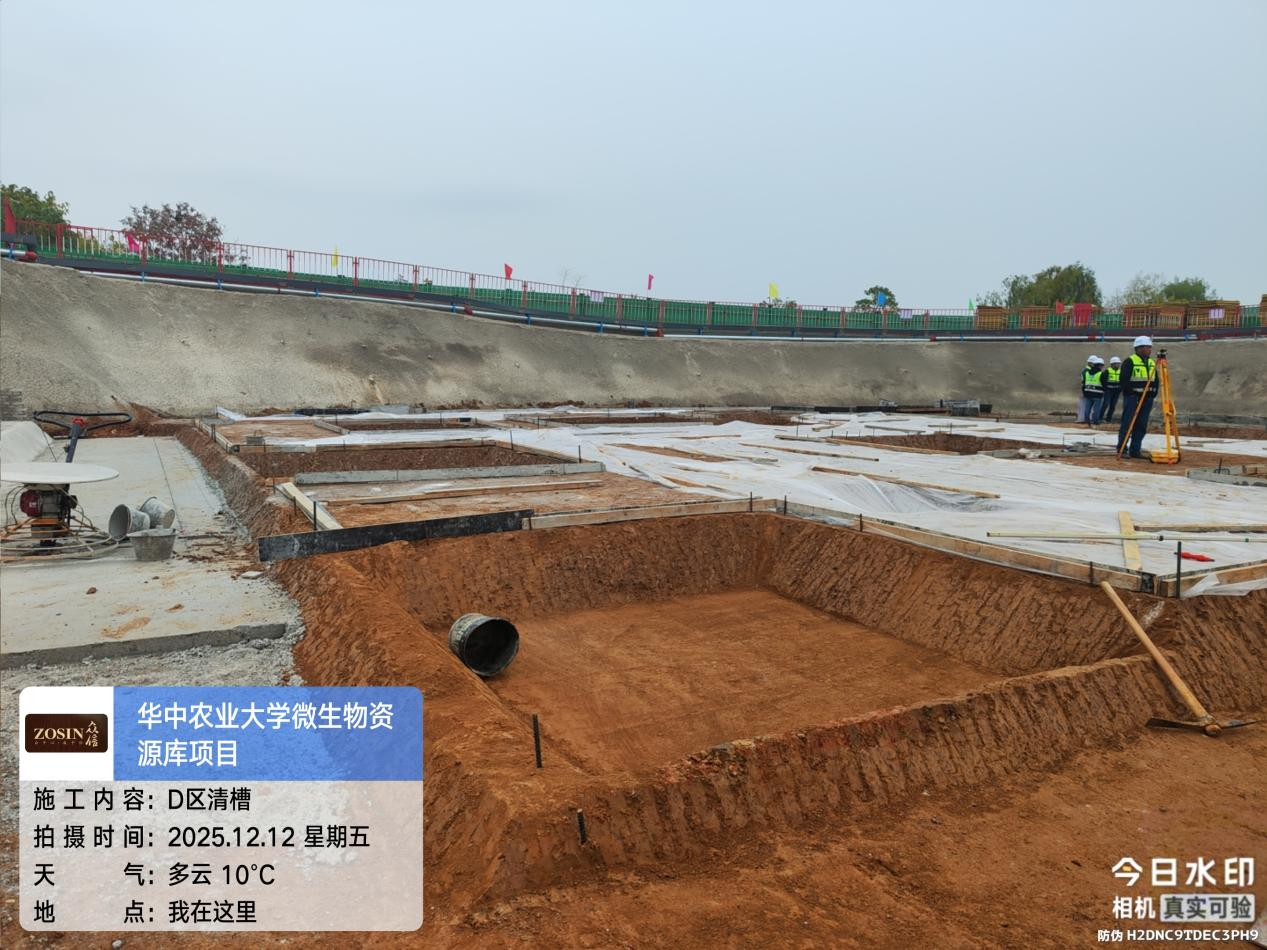 华中农业大学微生物资
源库项目
ZOSIN 众信
施工内容：D区清槽
拍摄时间：2025.12.12 星期五
天气：多云 10°C
地点：我在这里
今日水印
相机 真实可验
防伪 H2DNC9TDEC3PH9